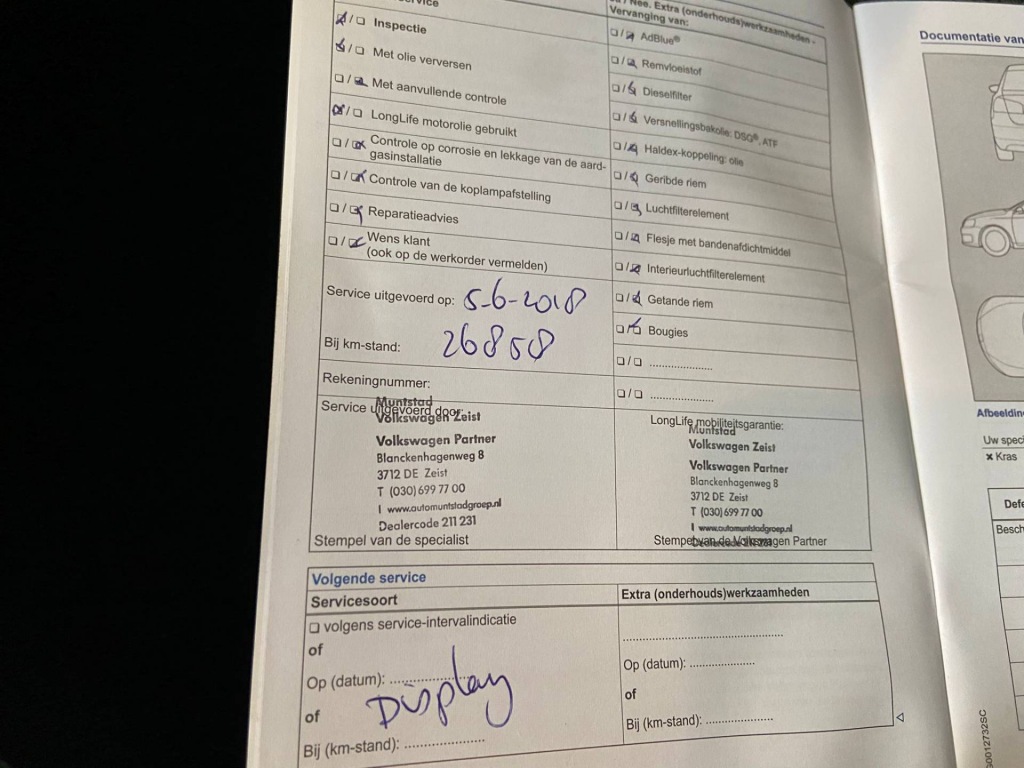 Nee. Extra (onderhouds)werkzaamheden -
Vervanging van:
☒/☐ Inspectie
☒/☐ Met olie verversen
☐/☒ Met aanvullende controle
☒/☐ LongLife motorolie gebruikt
☐/☒ Controle op corrosie en lekkage van de aard-
gasinstallatie
☐/☒ Controle van de koplampafstelling
☐/☒ Reparatieadvies
☐/☒ Wens klant
(ook op de werkorder vermelden)
Service uitgevoerd op: 5-6-2018
Bij km-stand: 26858
Rekeningnummer:
Service uitgevoerd door:
Muntstad
Volkswagen Zeist
Volkswagen Partner
Blanckenhagenweg 8
3712 DE Zeist
T (030) 699 77 00
I www.automuntstadgroep.nl
Dealercode 211 231
Stempel van de specialist
☐/☒ AdBlue®
☐/☒ Remvloeistof
☐/☒ Dieselfilter
☐/☒ Versnellingsbakolie: DSG®, ATF
☐/☒ Haldex-koppeling: olie
☐/☒ Geribde riem
☐/☒ Luchtfilterelement
☐/☒ Flesje met bandenafdichtmiddel
☐/☒ Interieurluchtfilterelement
☐/☒ Getande riem
☐/☒ Bougies
☐/☐ ......................
☐/☐ ......................
LongLife mobiliteitsgarantie:
Muntstad
Volkswagen Zeist
Volkswagen Partner
Blanckenhagenweg 8
3712 DE Zeist
T (030) 699 77 00
I www.automuntstadgroep.nl
Stempel van de Volkswagen Partner
Volgende service
Servicesoort
☐ volgens service-intervalindicatie
of
Op (datum): ......................
Display
of
Bij (km-stand): ......................
Extra (onderhouds)werkzaamheden
............................................
Op (datum): ..................
of
Bij (km-stand): ..................
Documentatie van
Afbeeldin
Uw spec
× Kras
Defe
Besch